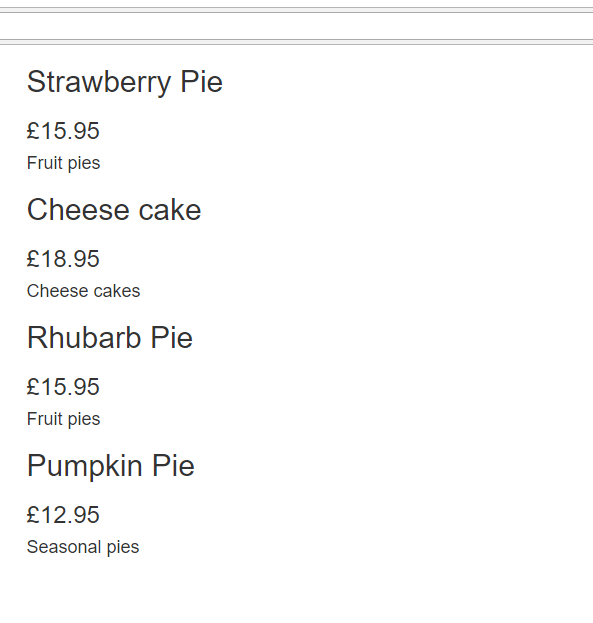 Strawberry Pie
£15.95
Fruit pies
Cheese cake
£18.95
Cheese cakes
Rhubarb Pie
£15.95
Fruit pies
Pumpkin Pie
£12.95
Seasonal pies